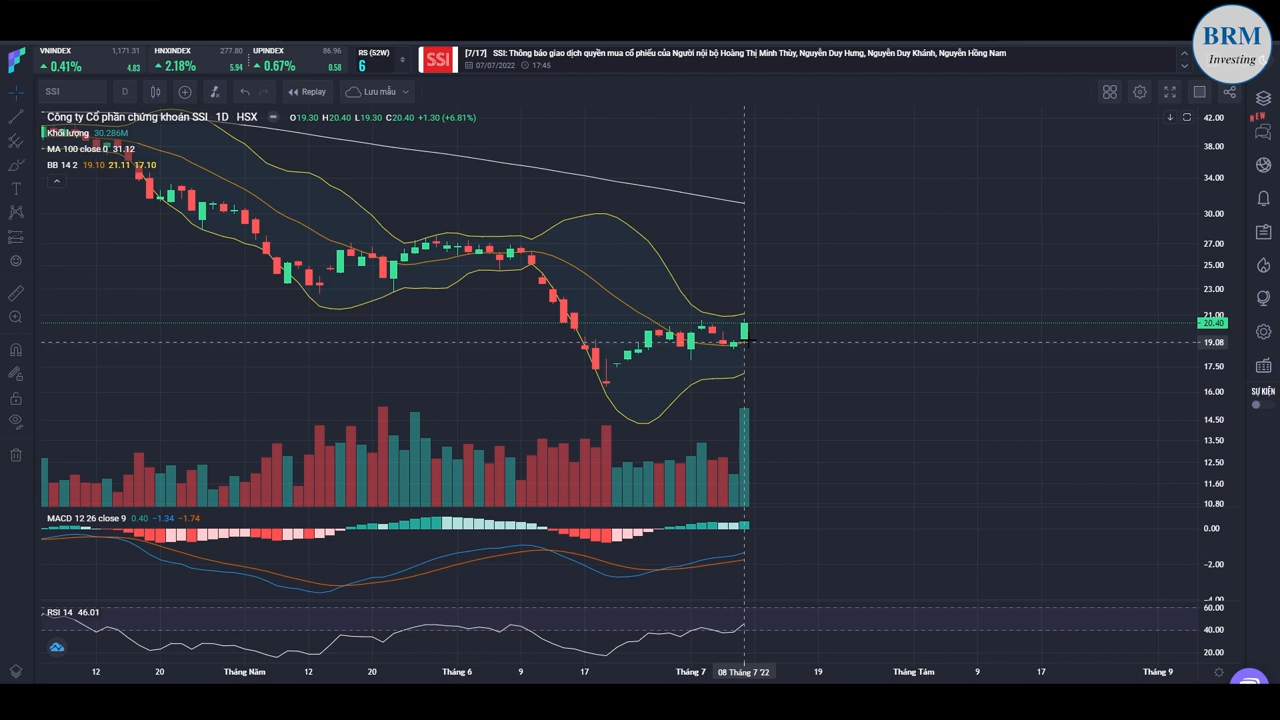 BRM
Investing
VNINDEX 1,171.31
0.41% 4.83
HNXINDEX 277.80
2.18% 5.94
UPINDEX 86.96
0.67% 0.58
RS (52W)
6
SSI
[7/17] SSI: Thông báo giao dịch quyền mua cổ phiếu của Người nội bộ Hoàng Thị Minh Thùy, Nguyễn Duy Hưng, Nguyễn Duy Khánh, Nguyễn Hồng Nam
07/07/2022 17:45
SSI D Replay Lưu mẫu
Công ty Cổ phần chứng khoán SSI 1D HSX O19.30 H20.40 L19.30 C20.40 +1.30 (+6.81%)
Khối lượng 30.286M
MA 100 close 0 31.12
BB 14 2 19.10 21.11 17.10
42.00
38.00
34.00
30.00
27.00
25.00
23.00
21.00
20.40
19.08
17.50
16.00
14.50
13.50
12.50
11.60
10.80
NEW
SỰ KIỆN
MACD 12 26 close 9 0.40 −1.34 −1.74
0.00
−2.00
−4.00
RSI 14 46.01
60.00
40.00
20.00
12 20 Tháng Năm 12 20 Tháng 6 9 17 Tháng 7 08 Tháng 7 '22 19 Tháng Tám 9 17 Tháng 9